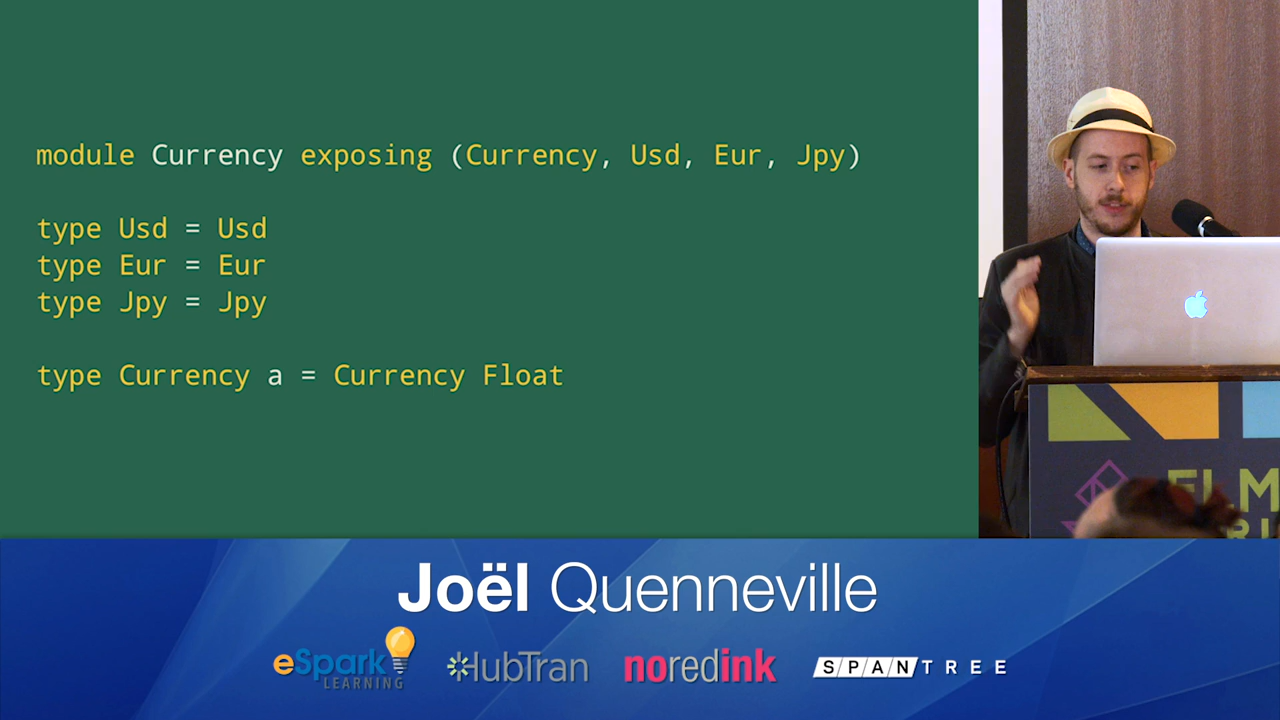 module Currency exposing (Currency, Usd, Eur, Jpy)
type Usd = Usd
type Eur = Eur
type Jpy = Jpy
type Currency a = Currency Float
ELM
Joël Quenneville
eSpark
LEARNING
HubTran
noredink
SPANTREE